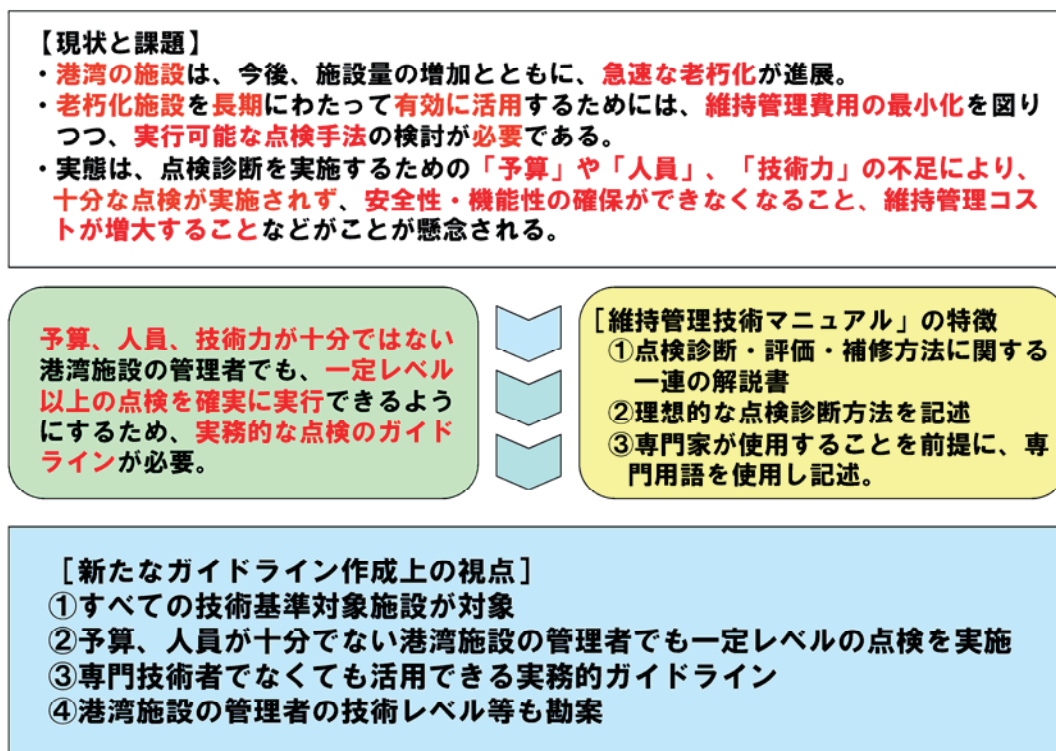 【現状と課題】
・港湾の施設は、今後、施設量の増加とともに、急速な老朽化が進展。
・老朽化施設を長期にわたって有効に活用するためには、維持管理費用の最小化を図り
つつ、実行可能な点検手法の検討が必要である。
・実態は、点検診断を実施するための「予算」や「人員」、「技術力」の不足により、
十分な点検が実施されず、安全性・機能性の確保ができなくなること、維持管理コス
トが増大することなどがことが懸念される。
予算、人員、技術力が十分ではない
港湾施設の管理者でも、一定レベル
以上の点検を確実に実行できるよう
にするため、実務的な点検のガイド
ラインが必要。
［維持管理技術マニュアル」の特徴
①点検診断・評価・補修方法に関する
一連の解説書
②理想的な点検診断方法を記述
③専門家が使用することを前提に、専
門用語を使用し記述。
［新たなガイドライン作成上の視点］
①すべての技術基準対象施設が対象
②予算、人員が十分でない港湾施設の管理者でも一定レベルの点検を実施
③専門技術者でなくても活用できる実務的ガイドライン
④港湾施設の管理者の技術レベル等も勘案